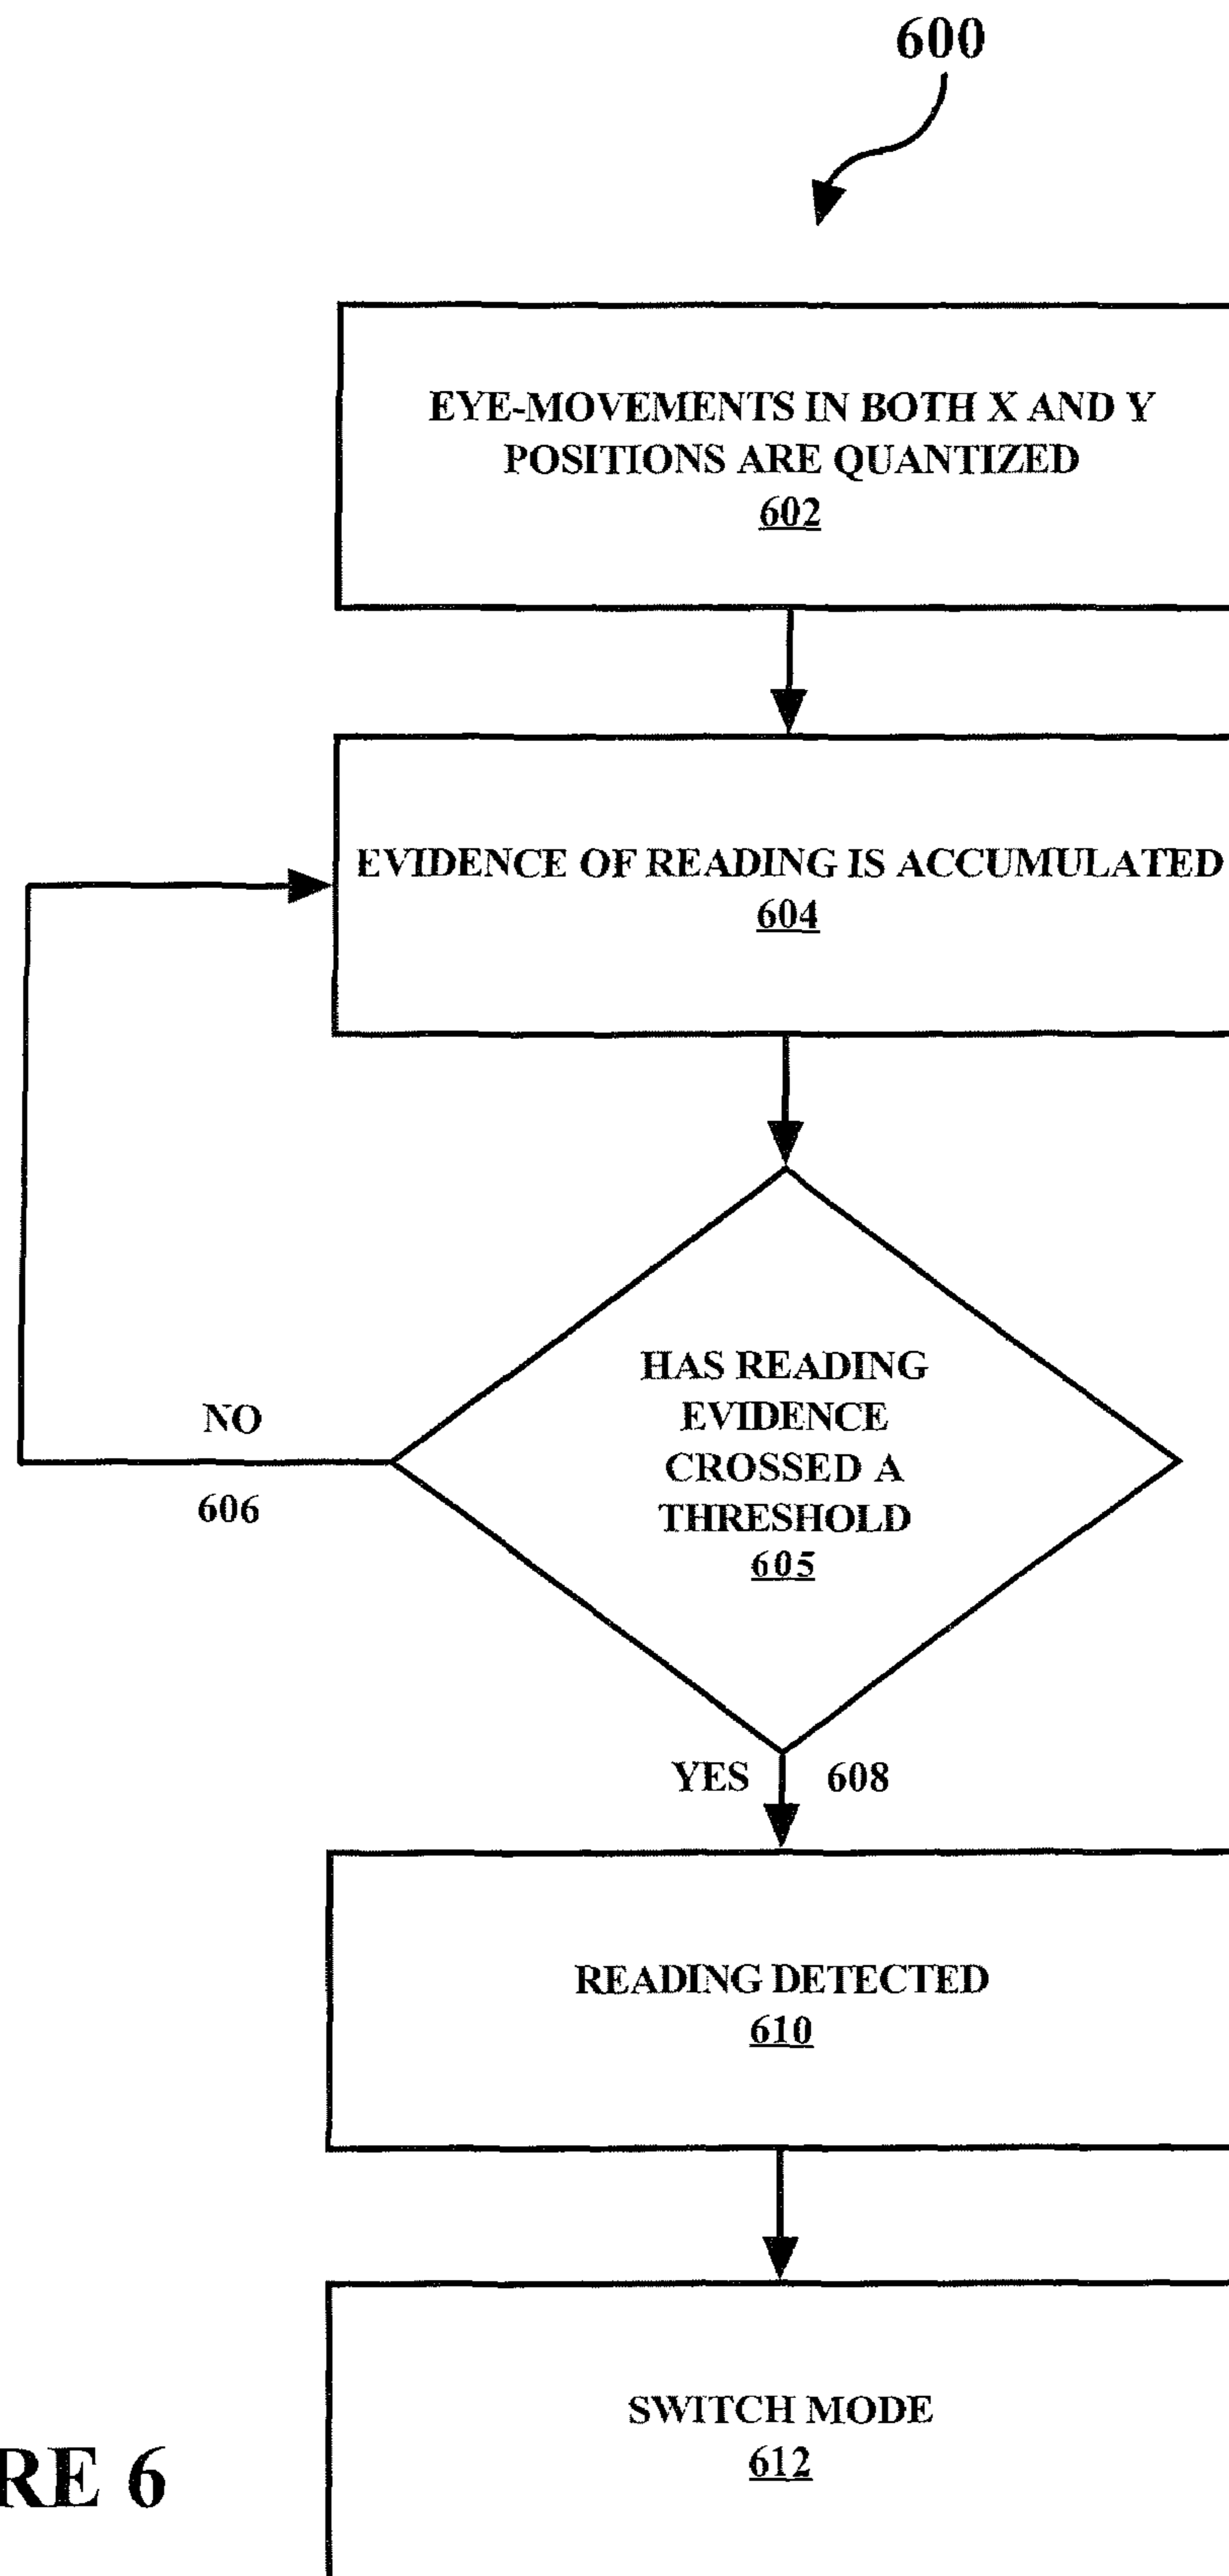 600
EYE-MOVEMENTS IN BOTH X AND Y
POSITIONS ARE QUANTIZED
602
EVIDENCE OF READING IS ACCUMULATED
604
HAS READING
EVIDENCE
CROSSED A
THRESHOLD
605
NO
606
YES 608
READING DETECTED
610
SWITCH MODE
612
RE 6